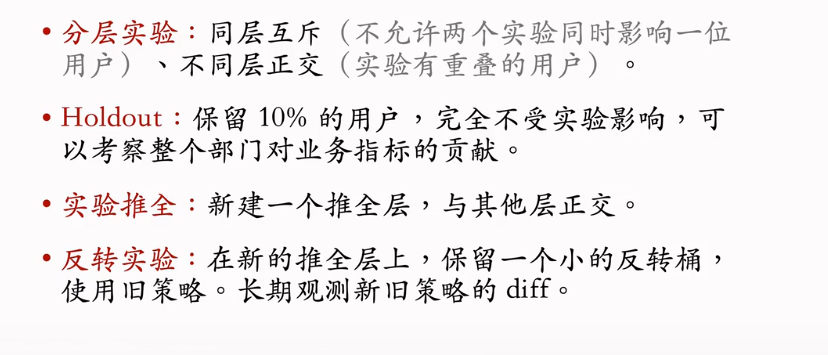 • 分层实验：同层互斥（不允许两个实验同时影响一位
用户）、不同层正交（实验有重叠的用户）。
• Holdout：保留 10% 的用户，完全不受实验影响，可
以考察整个部门对业务指标的贡献。
• 实验推全：新建一个推全层，与其他层正交。
• 反转实验：在新的推全层上，保留一个小的反转桶，
使用旧策略。长期观测新旧策略的 diff。